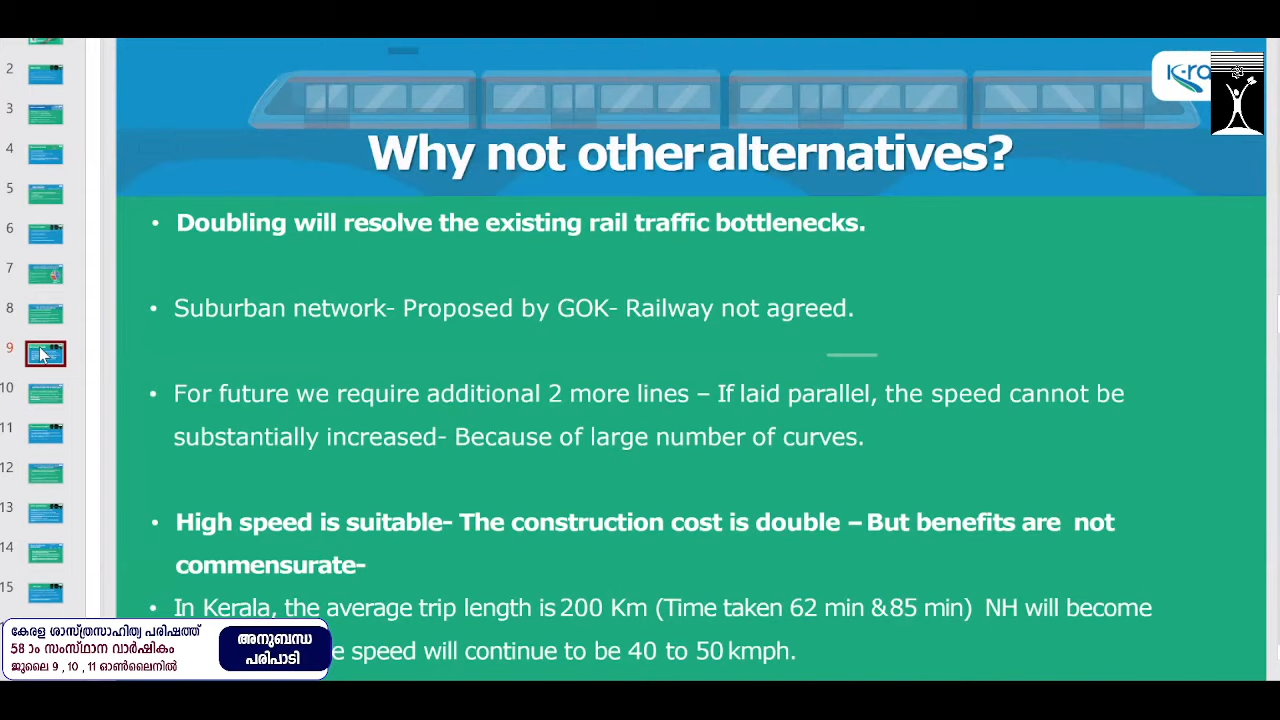 2
3
4
5
6
7
8
9
10
11
12
13
14
15
Why not other alternatives?
• Doubling will resolve the existing rail traffic bottlenecks.
• Suburban network- Proposed by GOK- Railway not agreed.
• For future we require additional 2 more lines – If laid parallel, the speed cannot be
substantially increased- Because of large number of curves.
• High speed is suitable- The construction cost is double – But benefits are not
commensurate-
• In Kerala, the average trip length is 200 Km (Time taken 62 min &85 min) NH will become
speed will continue to be 40 to 50 kmph.
കേരള ശാസ്ത്രസാഹിത്യ പരിഷത്ത്
58 ാം സംസ്ഥാന വാർഷികം
ജൂലൈ 9 , 10 , 11 ഓൺലൈനിൽ
അനുബന്ധ
പരിപാടി